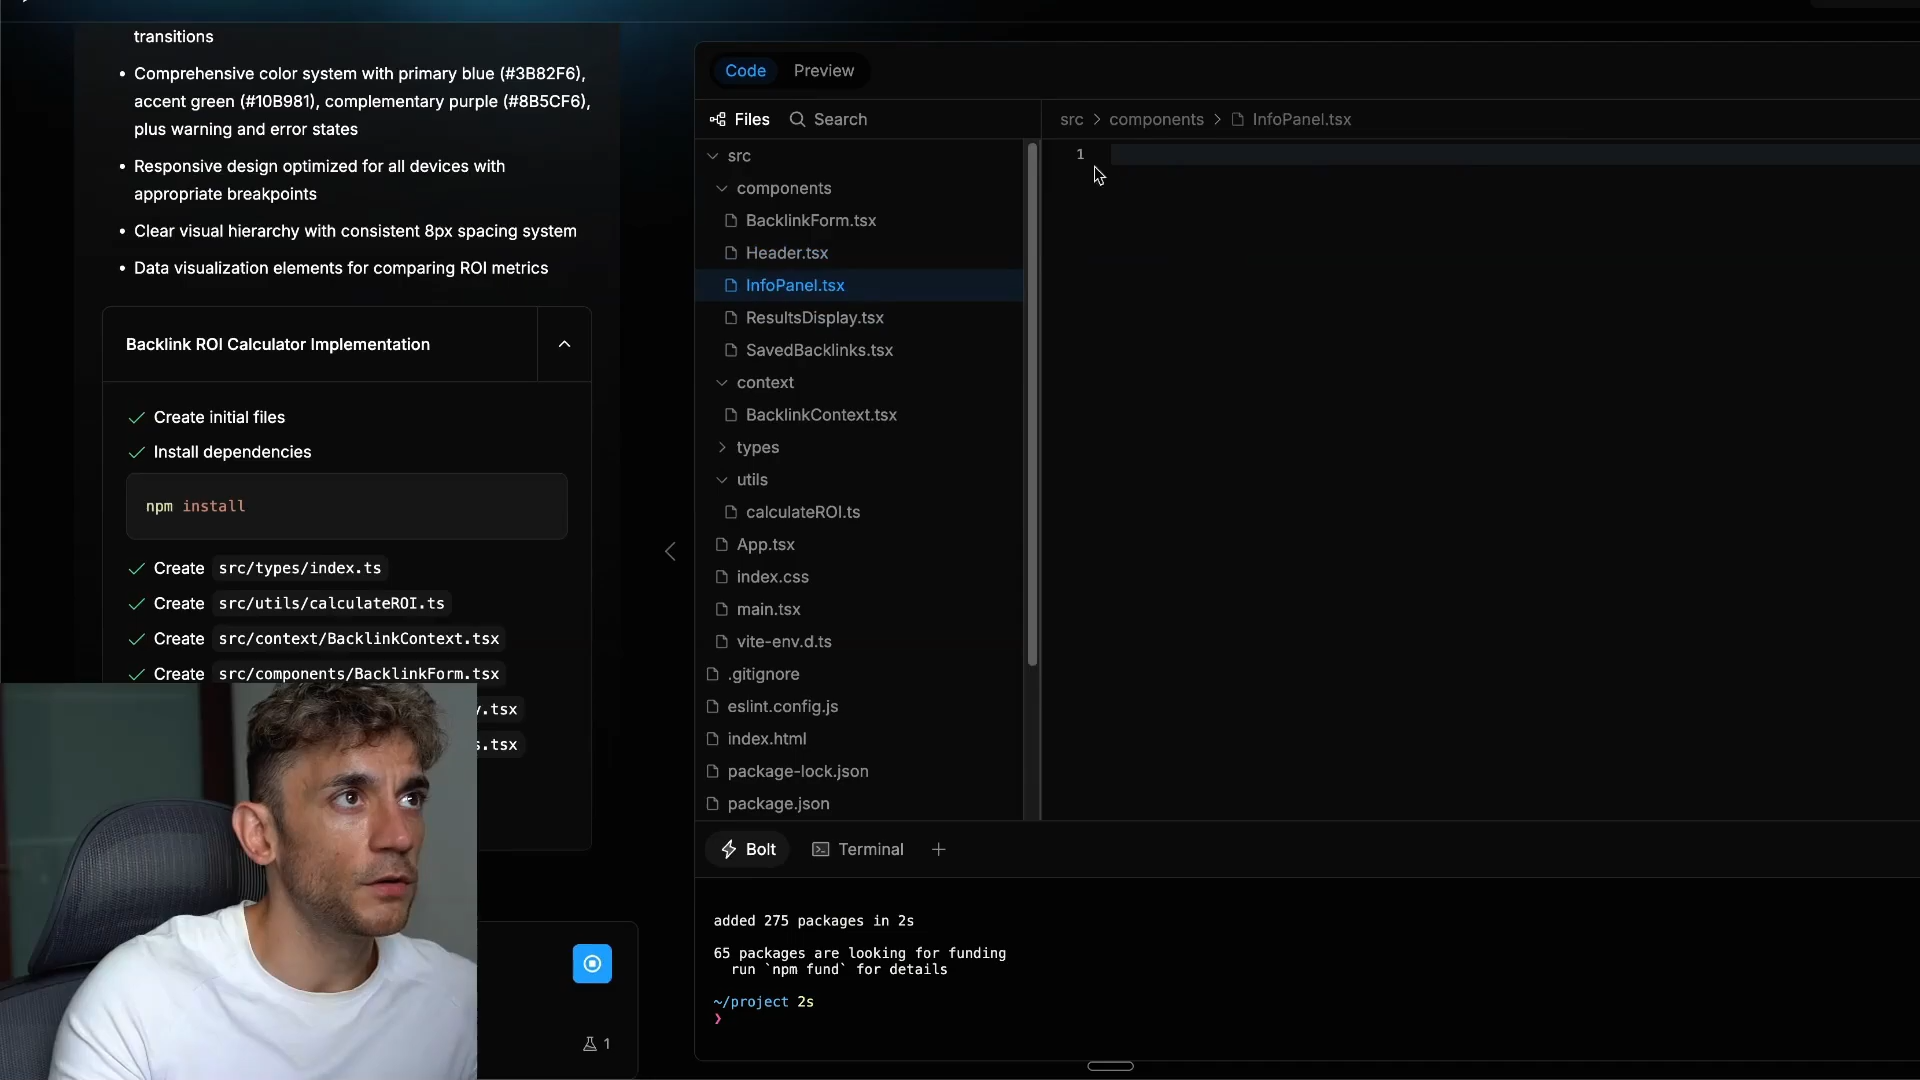 transitions
• Comprehensive color system with primary blue (#3B82F6),
accent green (#10B981), complementary purple (#8B5CF6),
plus warning and error states
• Responsive design optimized for all devices with
appropriate breakpoints
• Clear visual hierarchy with consistent 8px spacing system
• Data visualization elements for comparing ROI metrics
Backlink ROI Calculator Implementation
Create initial files
Install dependencies
npm install
Create src/types/index.ts
Create src/utils/calculateROI.ts
Create src/context/BacklinkContext.tsx
Create src/components/BacklinkForm.tsx
.tsx
s.tsx
1
Code Preview
Files Search
src > components > InfoPanel.tsx
src
components
BacklinkForm.tsx
Header.tsx
InfoPanel.tsx
ResultsDisplay.tsx
SavedBacklinks.tsx
context
BacklinkContext.tsx
types
utils
calculateROI.ts
App.tsx
index.css
main.tsx
vite-env.d.ts
.gitignore
eslint.config.js
index.html
package-lock.json
package.json
1
Bolt Terminal +
added 275 packages in 2s
65 packages are looking for funding
run `npm fund` for details
~/project 2s
❯